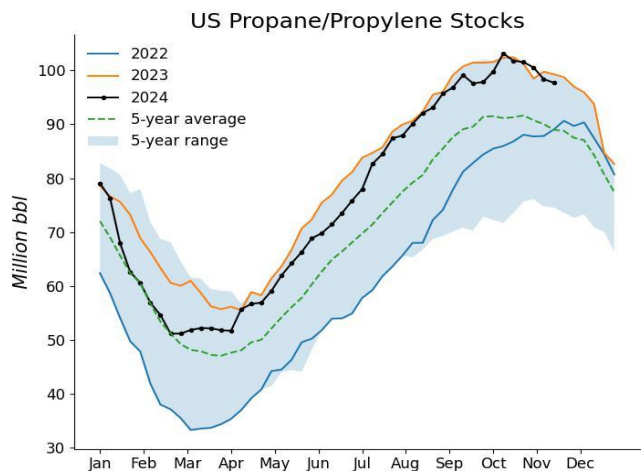 US Propane/Propylene Stocks
Million bbl
100
90
80
70
60
50
40
30
2022
2023
2024
5-year average
5-year range
Jan Feb Mar Apr May Jun Jul Aug Sep Oct Nov Dec